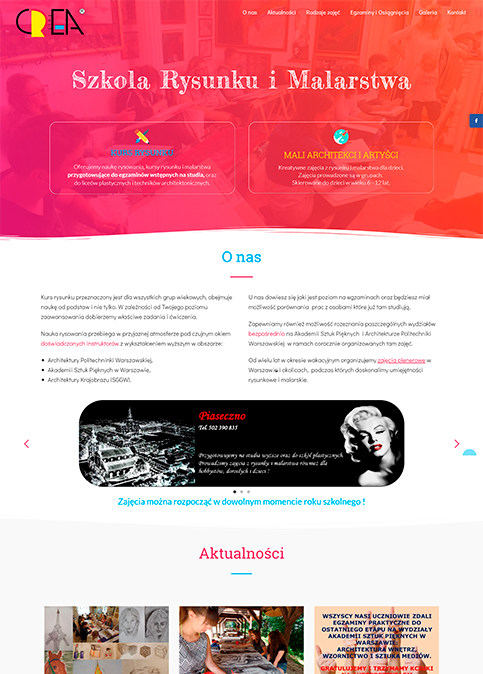 CREA
O nas Aktualności Rodzaje zajęć Egzaminy i Osiągnięcia Galeria Kontakt
Szkoła Rysunku i Malarstwa
Oferujemy naukę rysowania, kursy rysunku i malarstwa
przygotowujące do egzaminów wstępnych na studia, oraz
do liceów plastycznych i techników architektonicznych.
MALI ARCHITEKCI I ARTYŚCI
Kreatywne zajęcia z rysunku i malarstwa dla dzieci.
Zajęcia prowadzone są w grupach.
Skierowane do dzieci w wieku 6 - 12 lat.
O nas
Kurs rysunku przeznaczony jest dla wszystkich grup wiekowych, obejmuje
naukę od podstaw i nie tylko. W zależności od Twojego poziomu
zaawansowania dobierzemy właściwe zadania i ćwiczenia.
Nauka rysowania przebiega w przyjaznej atmosferze pod czujnym okiem
doświadczonych instruktorów z wykształceniem wyższym w obszarze:
Architektury Politechniki Warszawskiej,
Akademii Sztuk Pięknych w Warszawie,
Architektury Krajobrazu (SGGW).
U nas dowiesz się jaki jest poziom na egzaminach oraz będziesz miał
możliwość porównania prac z osobami które już tam studiują.
Zapewniamy również możliwość rozeznania poszczególnych wydziałów
bezpośrednio na Akademii Sztuk Pięknych i Architekturze Politechniki
Warszawskiej w ramach corocznie organizowanych tam zajęć.
Od wielu lat w okresie wakacyjnym organizujemy zajęcia plenerowe w
Warszawie i okolicach, podczas których doskonalimy umiejętności
rysunkowe i malarskie.
Piaseczno
Tel. 502 390 835
Przygotowujemy na studia wyższe oraz do szkół plastycznych.
Prowadzimy zajęcia z rysunku i malarstwa również dla
hobbystów, dorosłych i dzieci !
Zajęcia można rozpocząć w dowolnym momencie roku szkolnego !
Aktualności
WSZYSCY NASI UCZNIOWIE ZDALI
EGZAMINY PRAKTYCZNE DO
OSTATNIEGO ETAPU NA WYDZIAŁY
AKADEMII SZTUK PIĘKNYCH W
WARSZAWIE:
ARCHITEKTURA WNĘTRZ,
WZORNICTWO I SZTUKA MEDIÓW.
GRATULUJEMY I TRZYMAMY KCIUKI